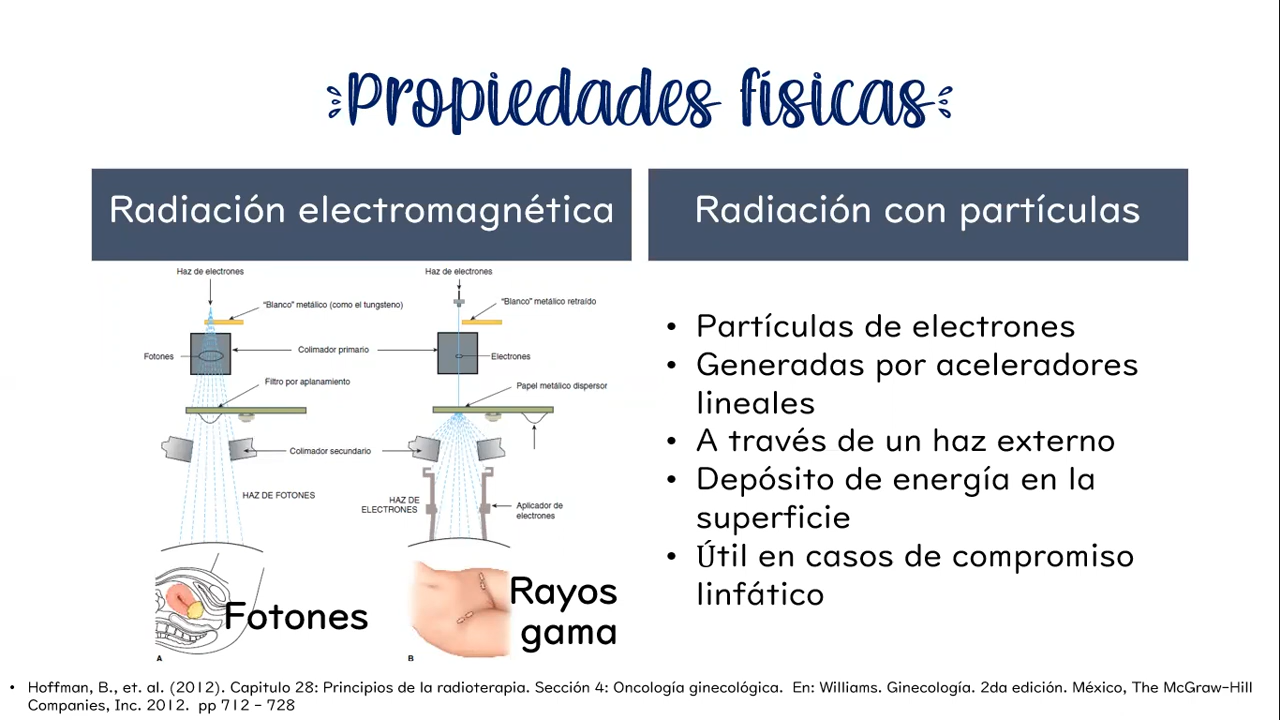 Propiedades físicas
Radiación electromagnética
Radiación con partículas
Haz de electrones
"Blanco" metálico (como el tungsteno)
Fotones
Colimador primario
Filtro por aplanamiento
Colimador secundario
HAZ DE FOTONES
Fotones
A
Haz de electrones
"Blanco" metálico retraído
Electrones
Papel metálico dispersor
HAZ DE
ELECTRONES
Aplicador de
electrones
Rayos
gama
B
• Partículas de electrones
• Generadas por aceleradores
lineales
• A través de un haz externo
• Depósito de energía en la
superficie
• Útil en casos de compromiso
linfático
• Hoffman, B., et. al. (2012). Capitulo 28: Principios de la radioterapia. Sección 4: Oncología ginecológica. En: Williams. Ginecología. 2da edición. México, The McGraw-Hill
Companies, Inc. 2012. pp 712 - 728